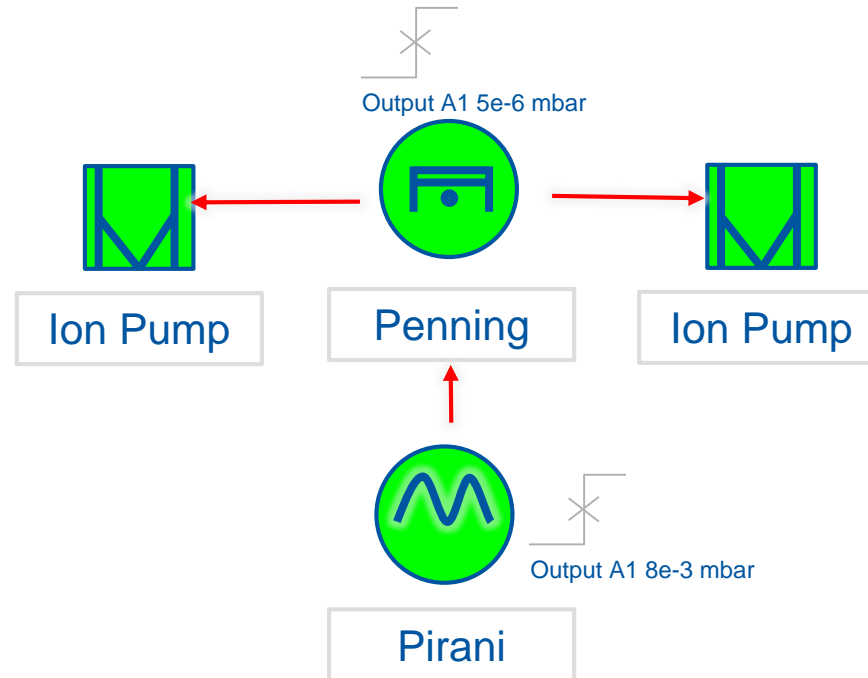 Output A1 5e-6 mbar
Ion Pump
Penning
Ion Pump
Output A1 8e-3 mbar
Pirani